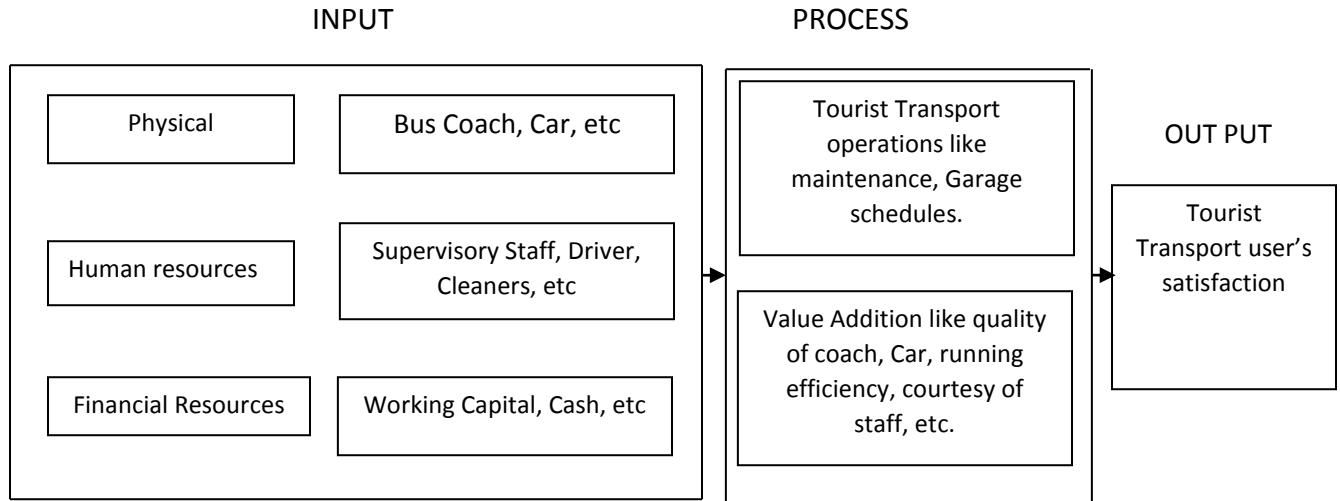 INPUT
PROCESS
Physical
Bus Coach, Car, etc
Human resources
Supervisory Staff, Driver,
Cleaners, etc
Financial Resources
Working Capital, Cash, etc
Tourist Transport
operations like
maintenance, Garage
schedules.
Value Addition like quality
of coach, Car, running
efficiency, courtesy of
staff, etc.
OUT PUT
Tourist
Transport user’s
satisfaction